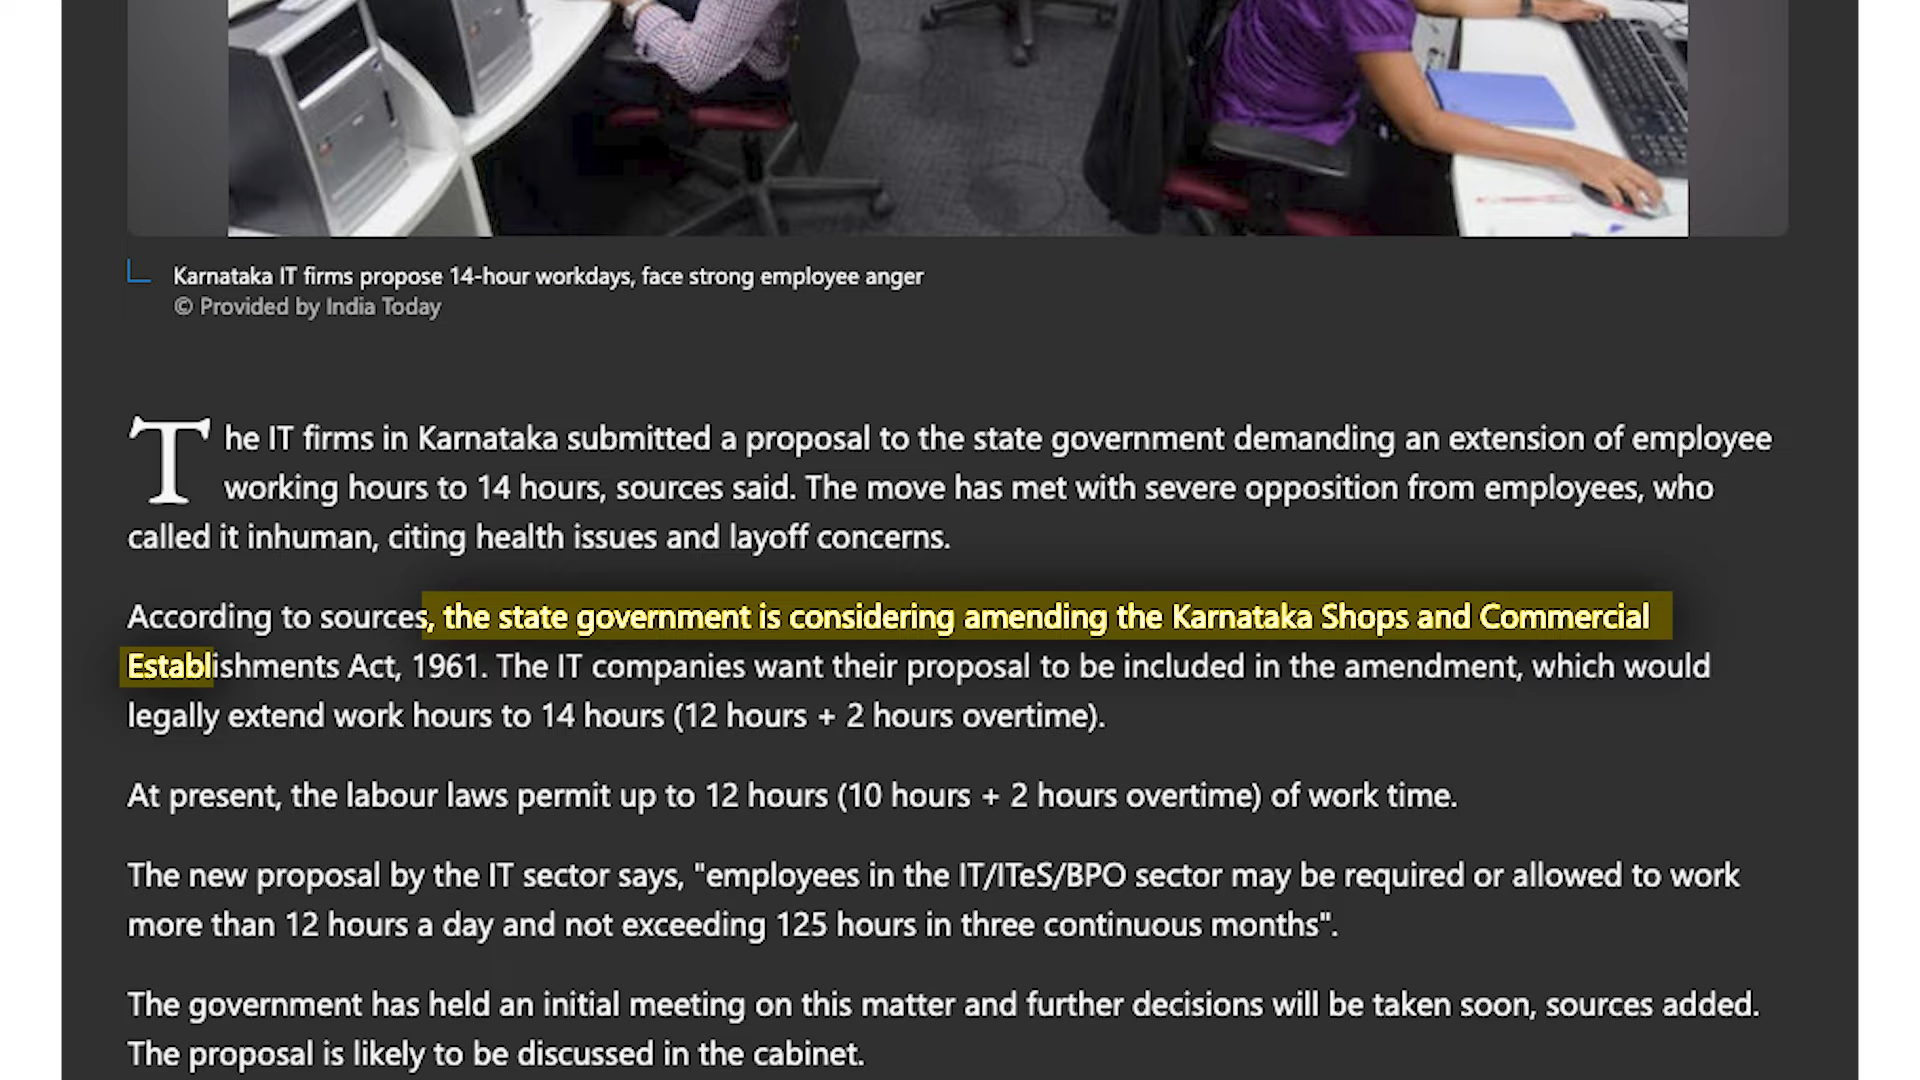 Karnataka IT firms propose 14-hour workdays, face strong employee anger
© Provided by India Today
The IT firms in Karnataka submitted a proposal to the state government demanding an extension of employee
working hours to 14 hours, sources said. The move has met with severe opposition from employees, who
called it inhuman, citing health issues and layoff concerns.
According to sources, the state government is considering amending the Karnataka Shops and Commercial
Establishments Act, 1961. The IT companies want their proposal to be included in the amendment, which would
legally extend work hours to 14 hours (12 hours + 2 hours overtime).
At present, the labour laws permit up to 12 hours (10 hours + 2 hours overtime) of work time.
The new proposal by the IT sector says, "employees in the IT/ITeS/BPO sector may be required or allowed to work
more than 12 hours a day and not exceeding 125 hours in three continuous months".
The government has held an initial meeting on this matter and further decisions will be taken soon, sources added.
The proposal is likely to be discussed in the cabinet.